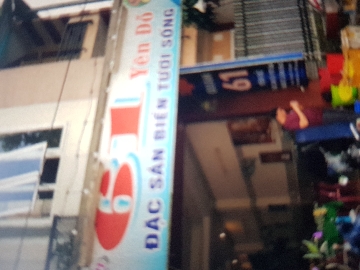 61 Yên Đỗ
ĐẶC SẢN BIỂN TƯƠI SỐNG
61